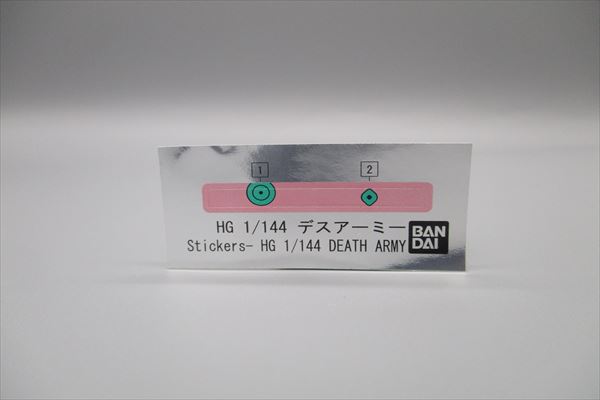 1 2
HG 1/144 デスアーミー
Stickers- HG 1/144 DEATH ARMY
BAN
DAI